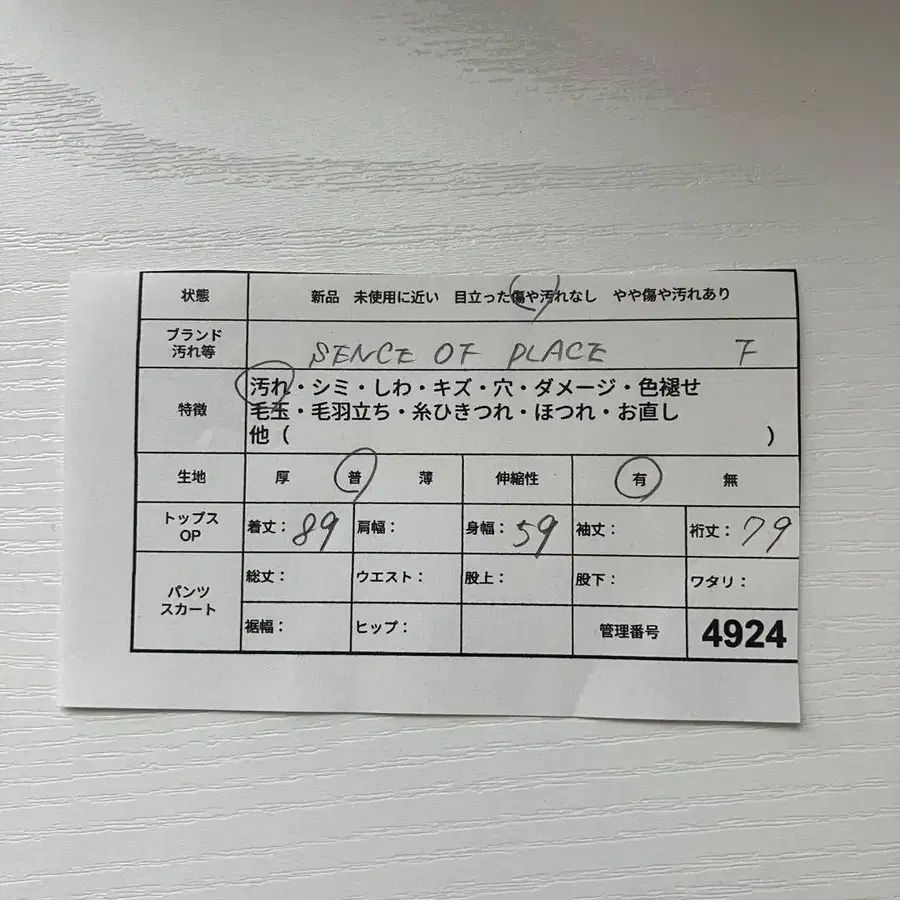 状態 新品 未使用に近い 目立った傷や汚れなし やや傷や汚れあり
ブランド
汚れ等 SENCE OF PLACE F
特徴 汚れ・シミ・しわ・キズ・穴・ダメージ・色褪せ
毛玉・毛羽立ち・糸ひきつれ・ほつれ・お直し
他（ ）
生地 厚 普 薄 伸縮性 有 無
トップス
OP 着丈：89 肩幅： 身幅：59 袖丈： 裄丈：79
パンツ
スカート 総丈： ウエスト： 股上： 股下： ワタリ：
裾幅： ヒップ： 管理番号 4924